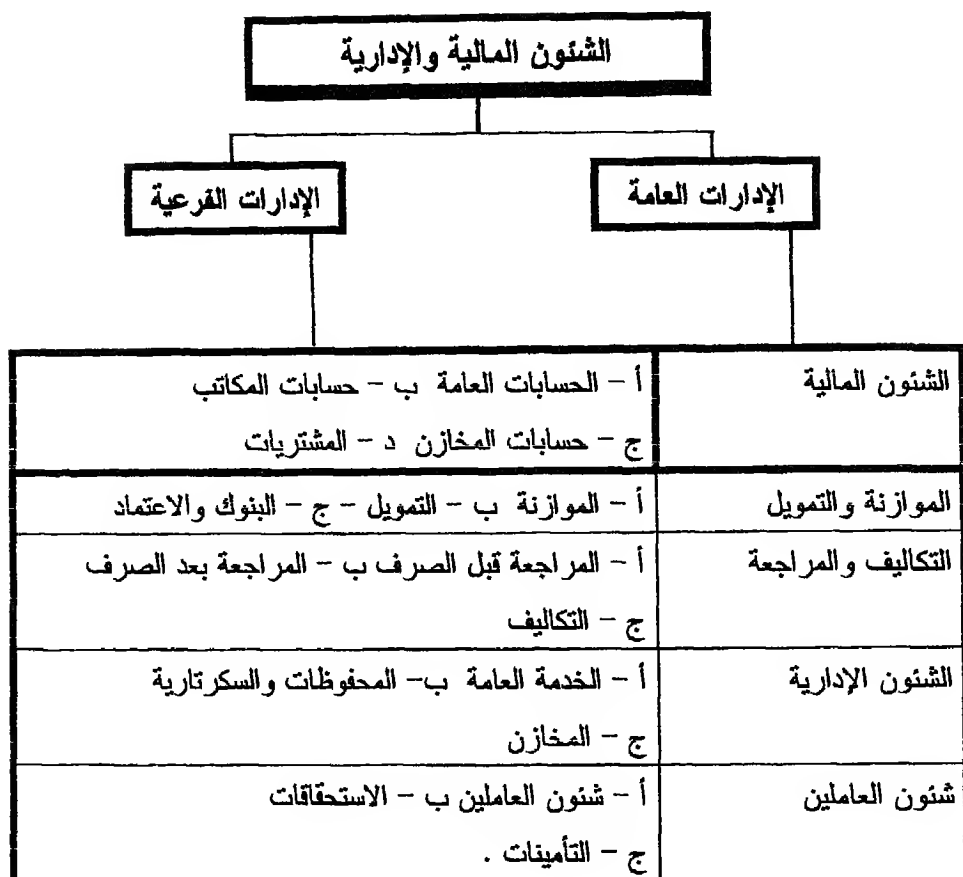 الشئون المالية والإدارية
الإدارات العامة
الإدارات الفرعية
الشئون المالية
أ – الحسابات العامة ب – حسابات المكاتب
ج – حسابات المخازن د – المشتريات
الموازنة والتمويل
أ – الموازنة ب – التمويل – ج – البنوك والاعتماد
التكاليف والمراجعة
أ – المراجعة قبل الصرف ب – المراجعة بعد الصرف
ج – التكاليف
الشئون الإدارية
أ – الخدمة العامة ب– المحفوظات والسكرتارية
ج – المخازن
شئون العاملين
أ – شئون العاملين ب – الاستحقاقات
ج – التأمينات .